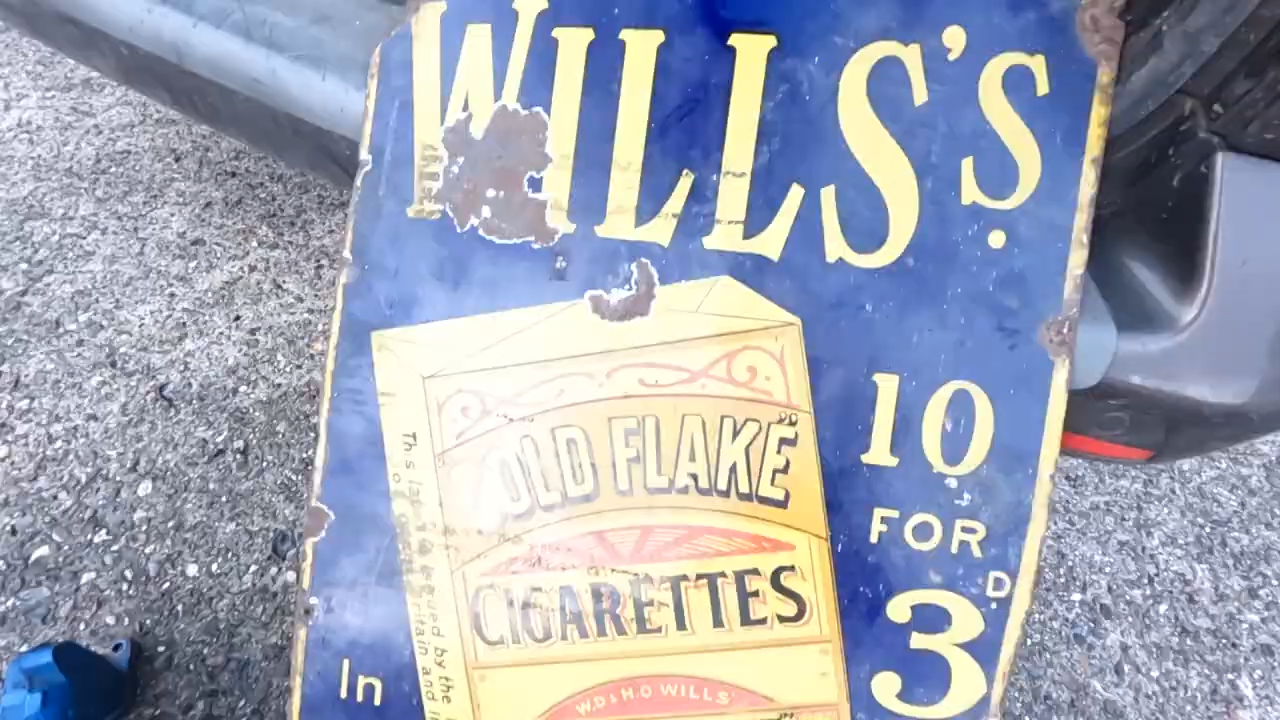 WILLS'S.
10
FOR
3D
OLD FLAKE
CIGARETTES
W.D & H.O WILLS'
In